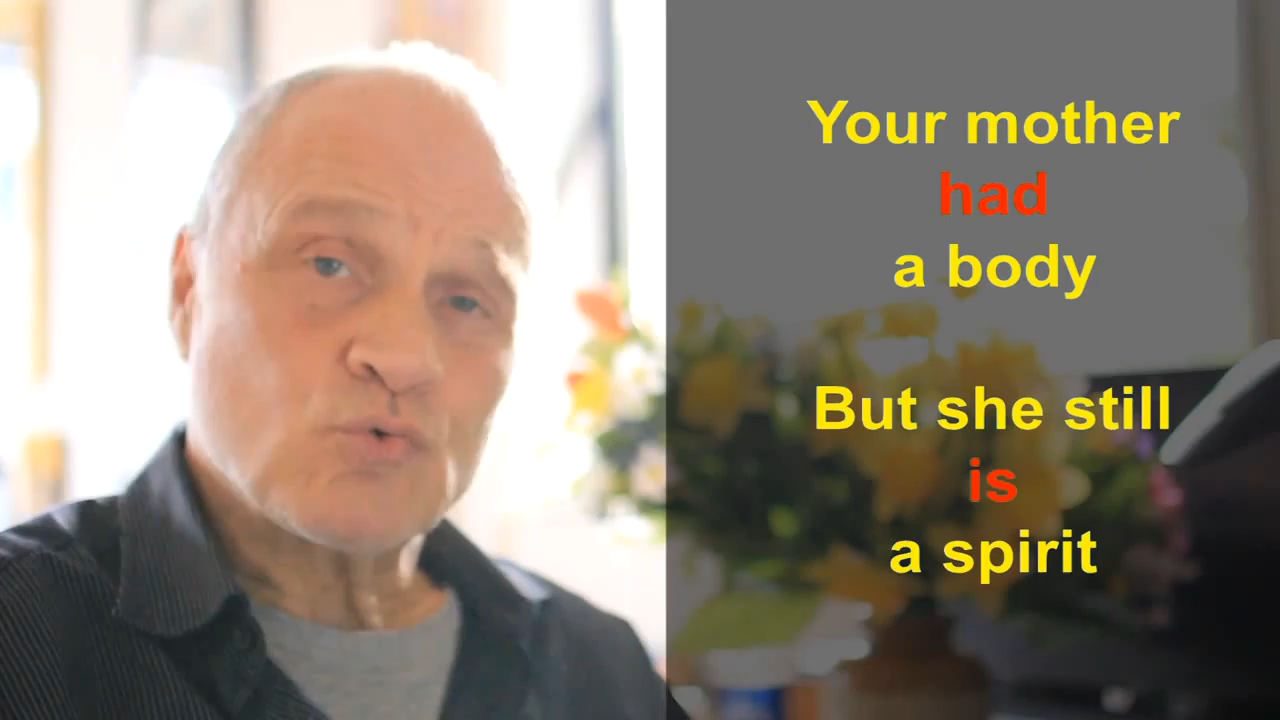 Your mother
had
a body
But she still
is
a spirit